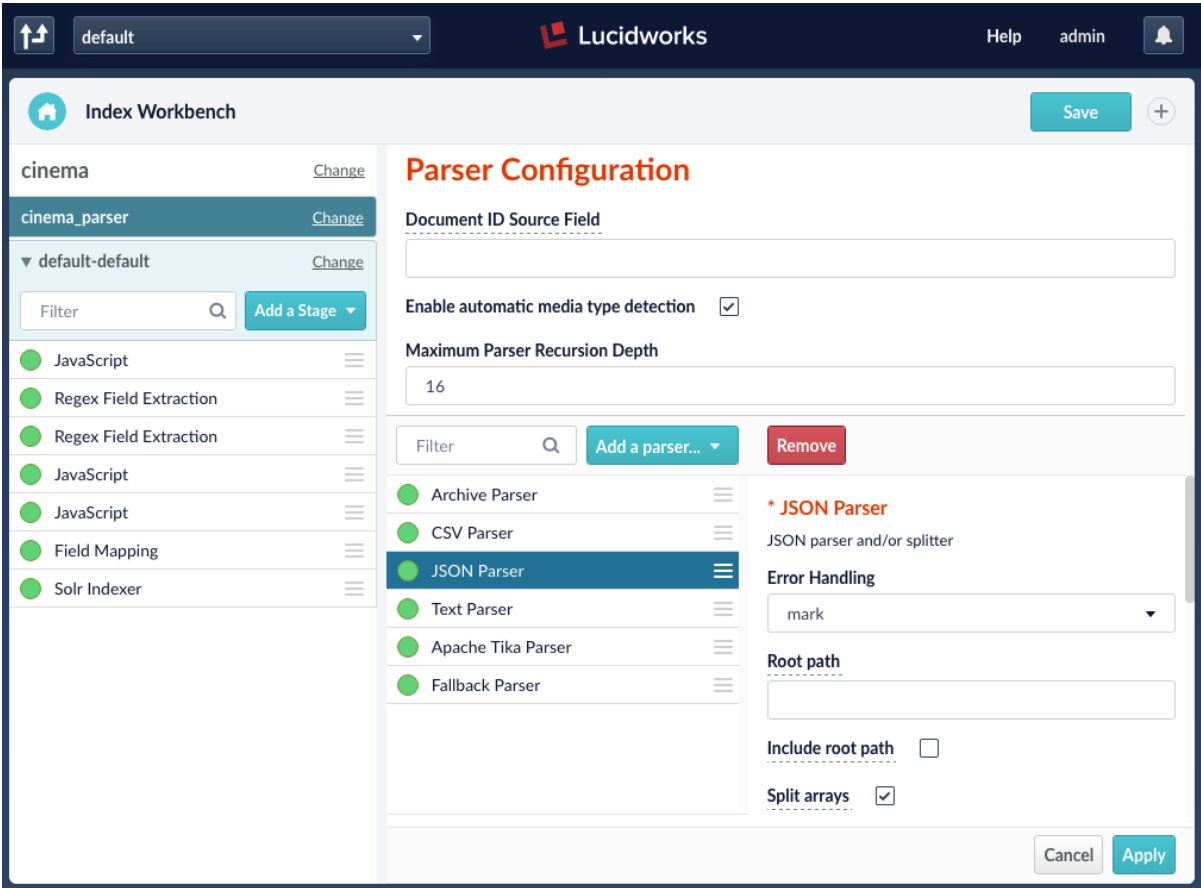 default
Lucidworks
Help
admin
Index Workbench
Save
cinema
Change
cinema_parser
Change
default-default
Change
Filter
Add a Stage
JavaScript
Regex Field Extraction
Regex Field Extraction
JavaScript
JavaScript
Field Mapping
Solr Indexer
Parser Configuration
Document ID Source Field
Enable automatic media type detection
Maximum Parser Recursion Depth
16
Filter
Add a parser...
Remove
Archive Parser
CSV Parser
JSON Parser
Text Parser
Apache Tika Parser
Fallback Parser
* JSON Parser
JSON parser and/or splitter
Error Handling
mark
Root path
Include root path
Split arrays
Cancel
Apply